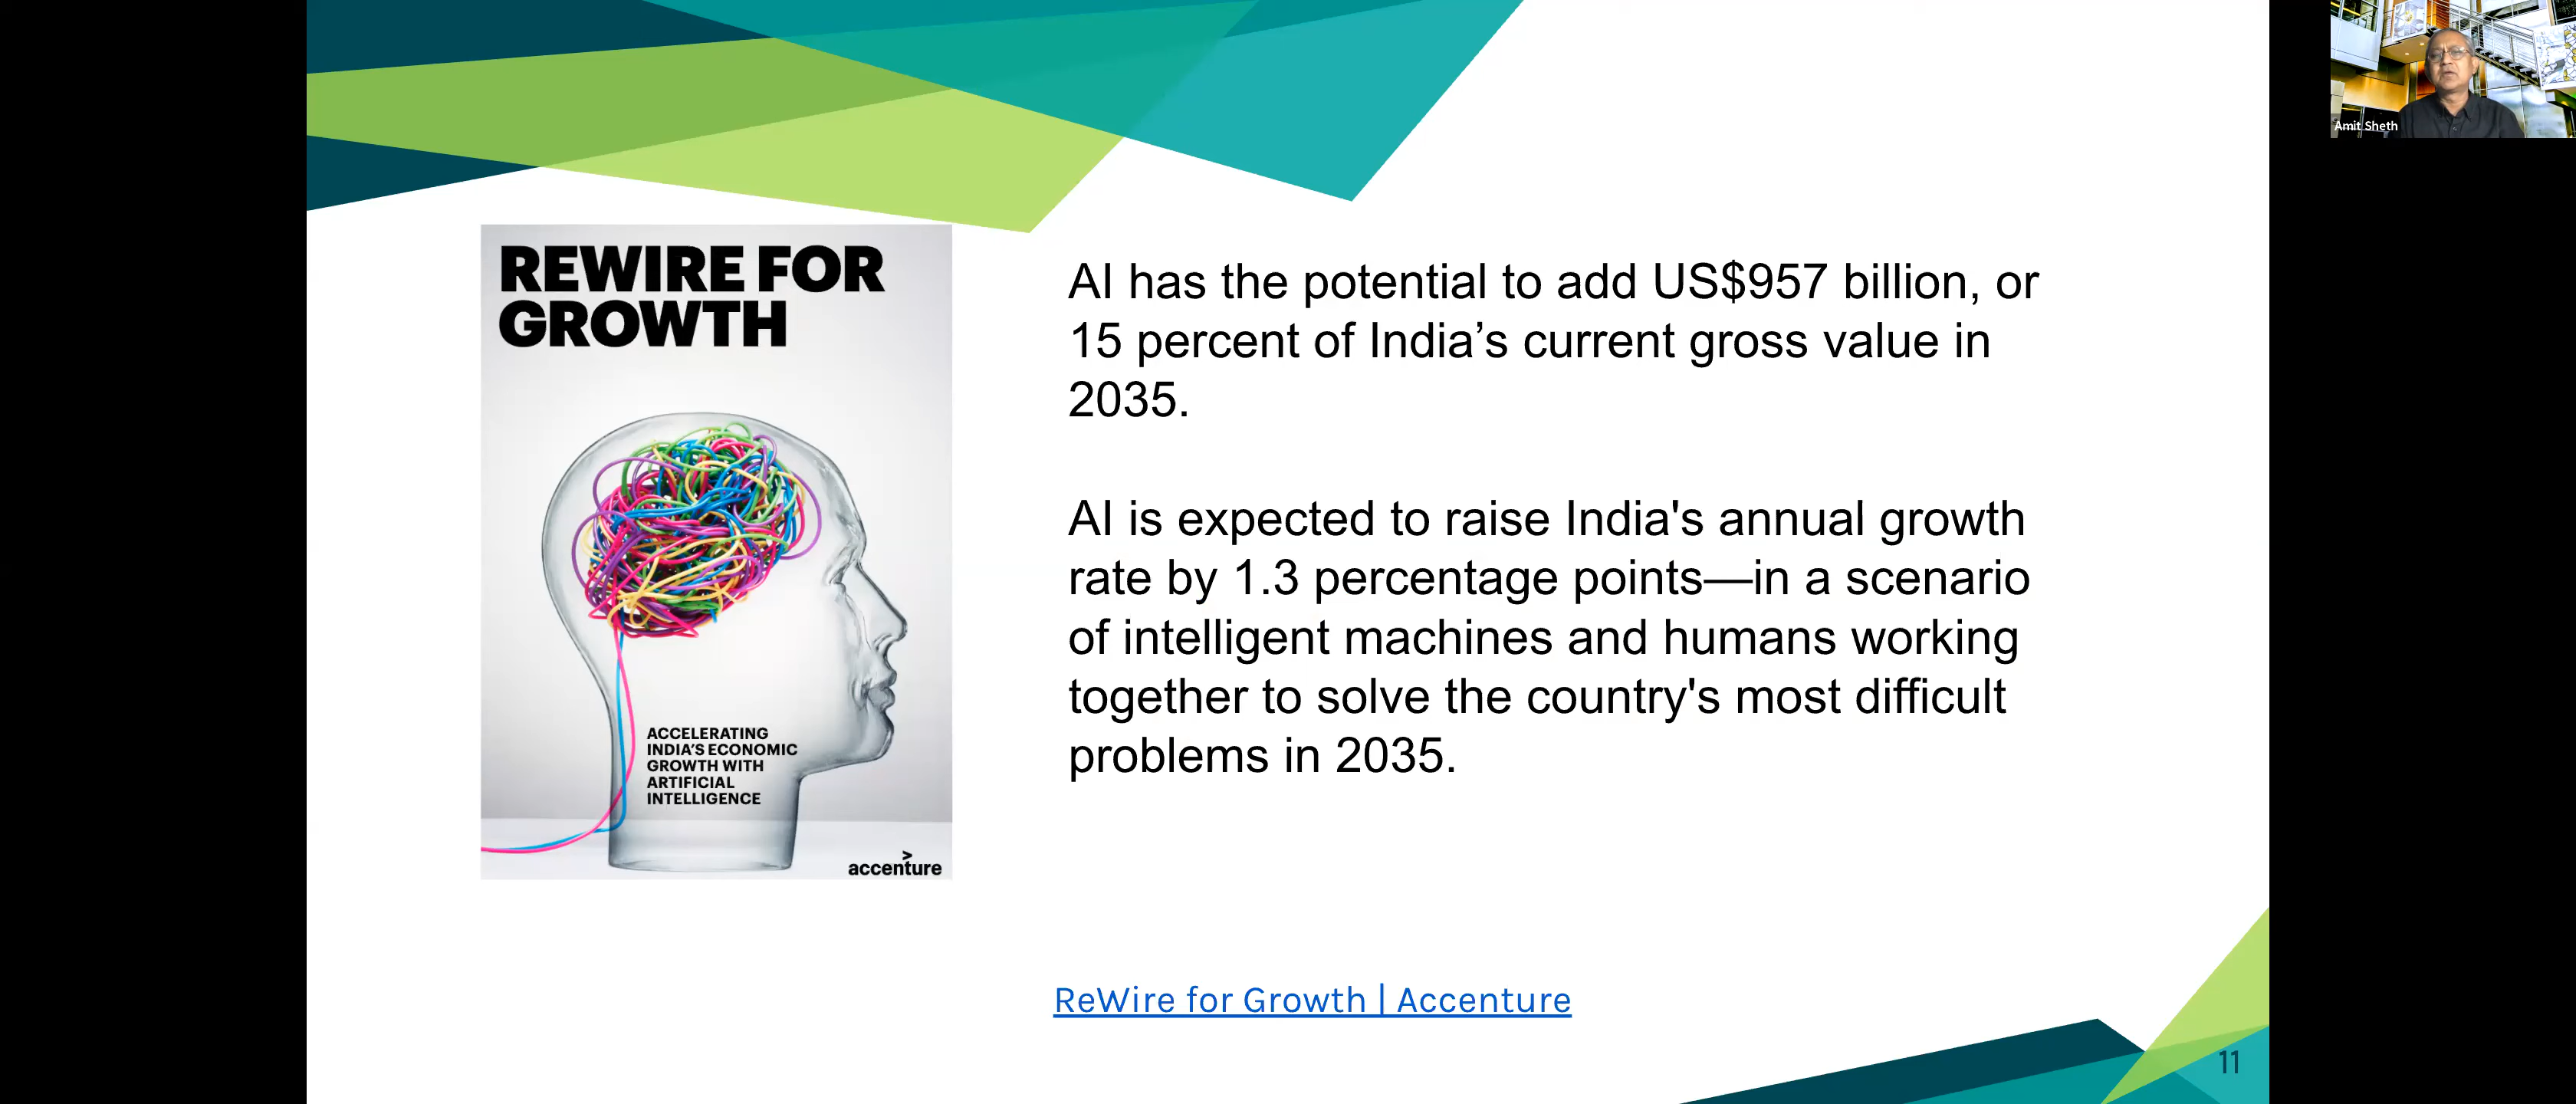 REWIRE FOR
GROWTH
ACCELERATING
INDIA'S ECONOMIC
GROWTH WITH
ARTIFICIAL
INTELLIGENCE
>
accenture
AI has the potential to add US$957 billion, or
15 percent of India’s current gross value in
2035.
AI is expected to raise India's annual growth
rate by 1.3 percentage points—in a scenario
of intelligent machines and humans working
together to solve the country's most difficult
problems in 2035.
ReWire for Growth | Accenture
11
Amit Sheth